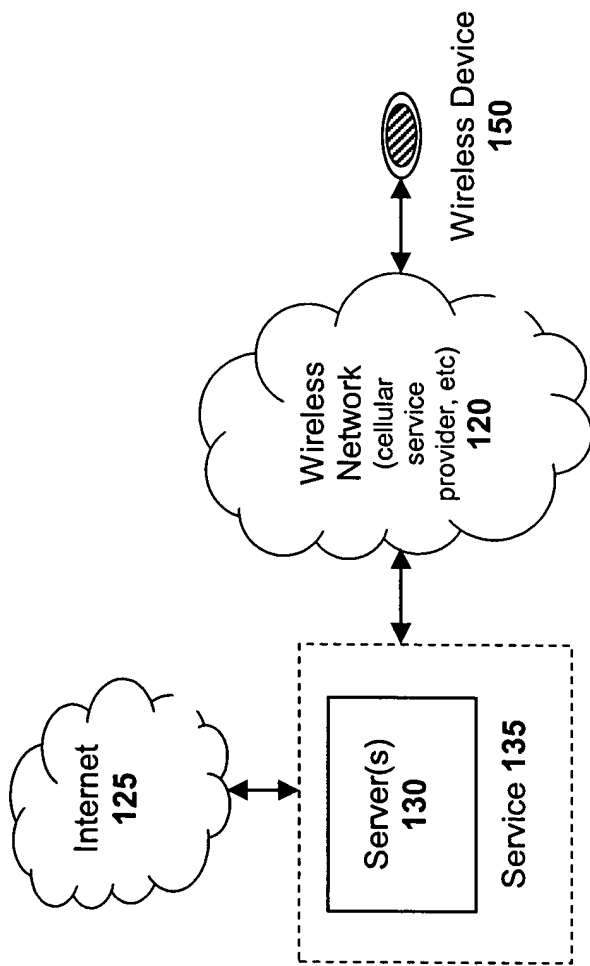 Internet
125
Server(s)
130
Service 135
Wireless
Network
(cellular
service
provider, etc)
120
Wireless Device
150